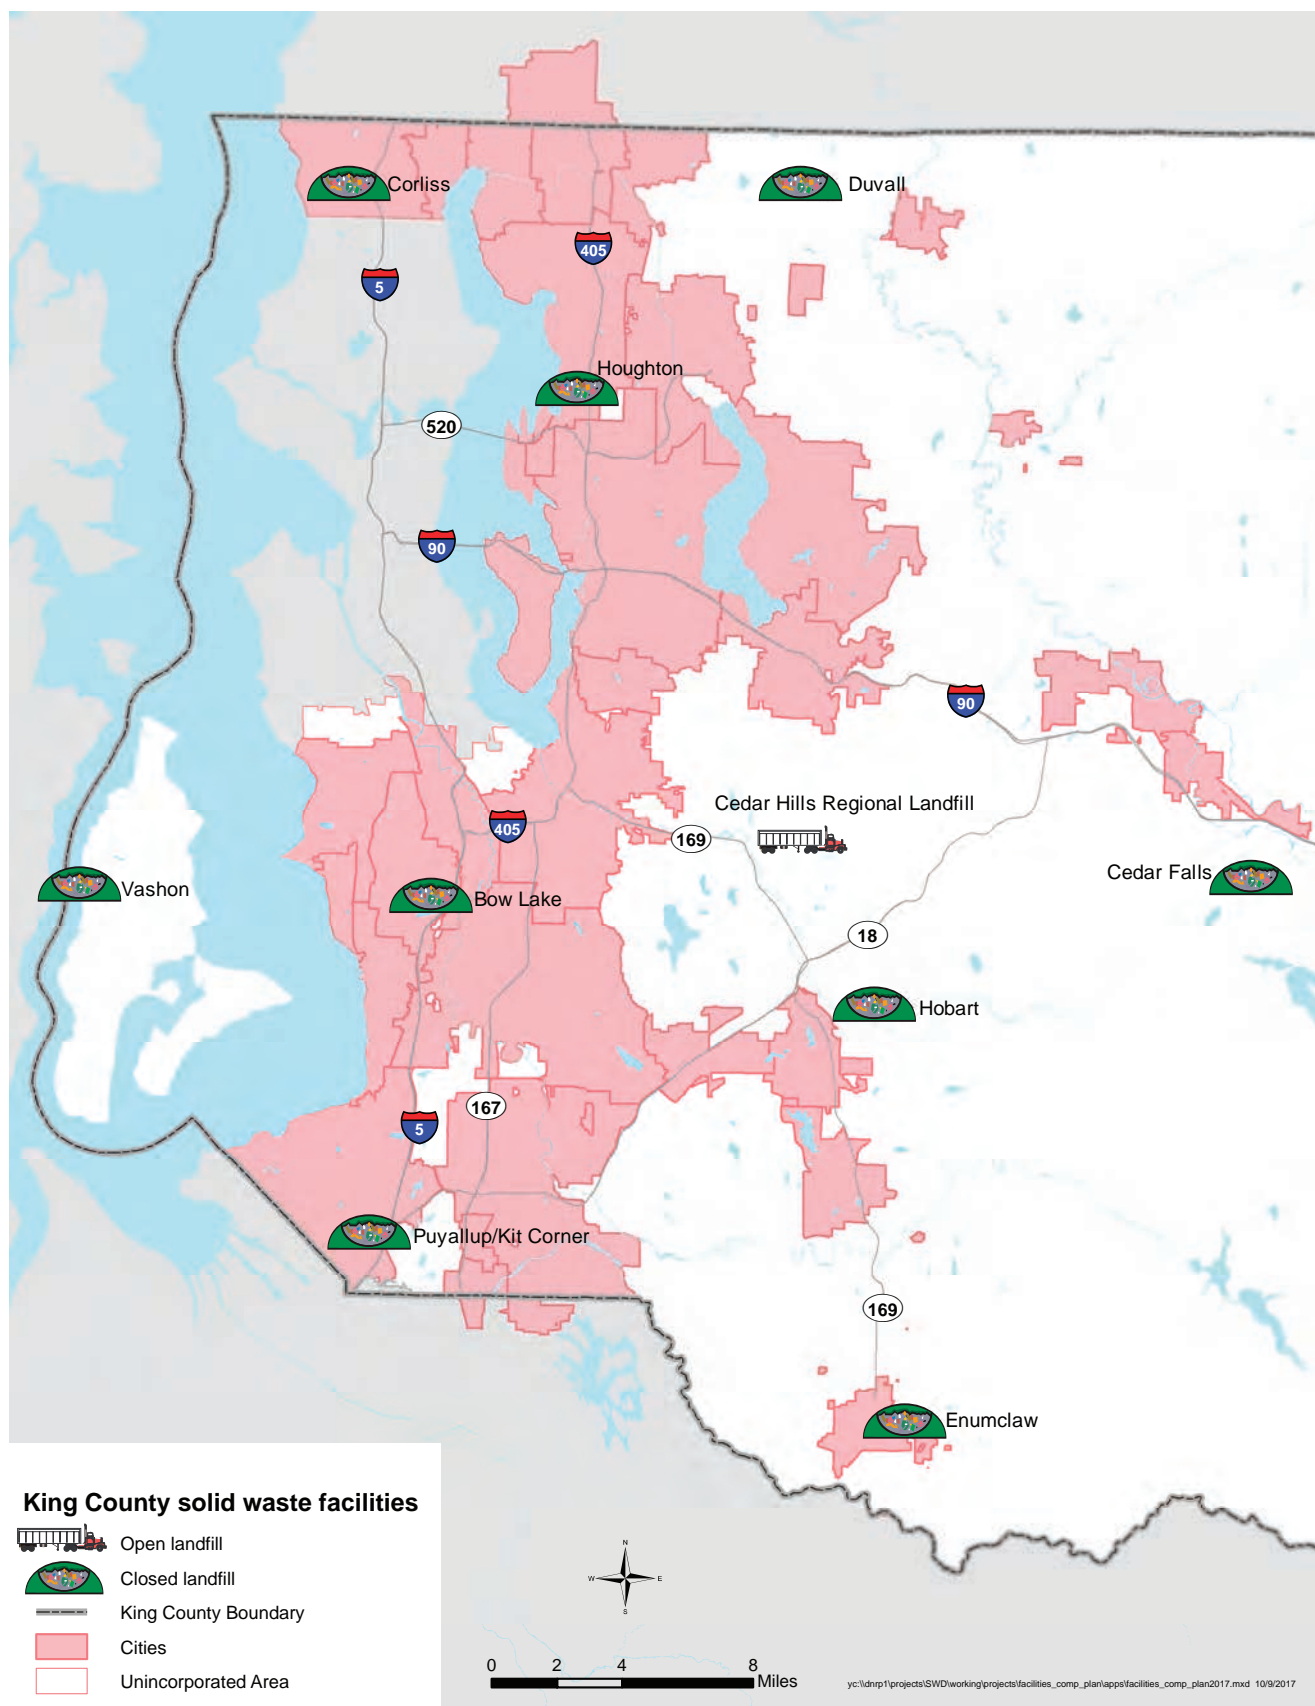 Corliss
Duvall
405
5
Houghton
520
90
90
Cedar Hills Regional Landfill
405
169
Cedar Falls
Vashon
Bow Lake
18
Hobart
167
5
Puyallup/Kit Corner
169
Enumclaw
King County solid waste facilities
Open landfill
Closed landfill
King County Boundary
Cities
Unincorporated Area
N
W E
S
0 2 4 8
Miles
yc:\\dnrp1\projects\SWD\working\projects\facilities_comp_plan\apps\facilities_comp_plan2017.mxd 10/9/2017